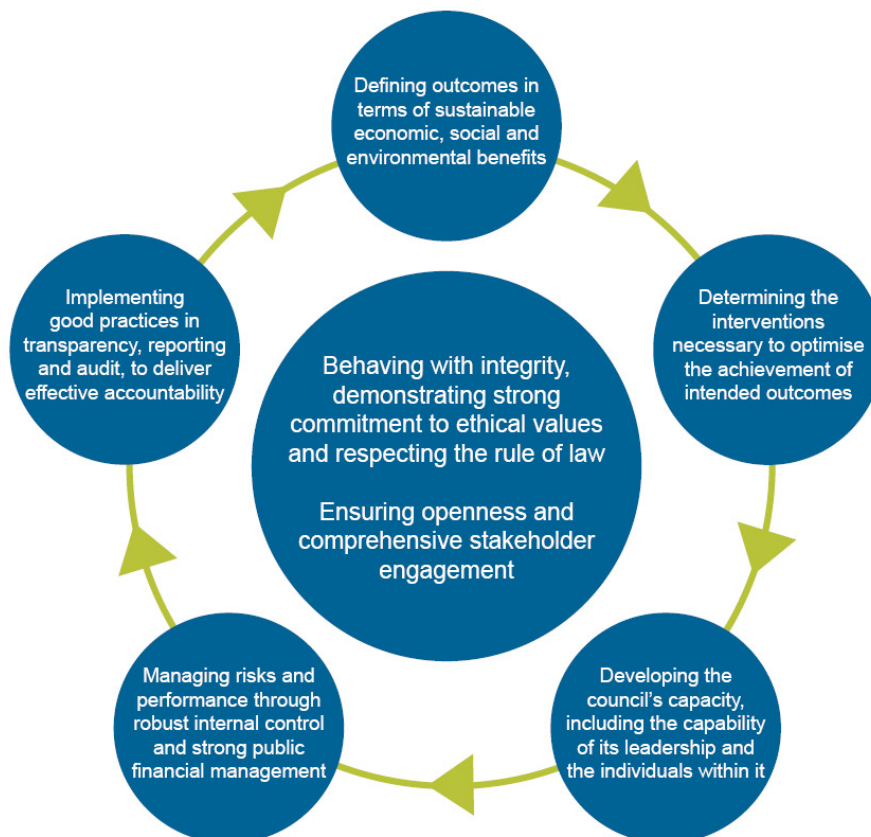 Defining outcomes in
terms of sustainable
economic, social and
environmental benefits
Determining the
interventions
necessary to optimise
the achievement of
intended outcomes
Developing the
council's capacity,
including the capability
of its leadership and
the individuals within it
Managing risks and
performance through
robust internal control
and strong public
financial management
Implementing
good practices in
transparency, reporting
and audit, to deliver
effective accountability
Behaving with integrity,
demonstrating strong
commitment to ethical values
and respecting the rule of law
Ensuring openness and
comprehensive stakeholder
engagement